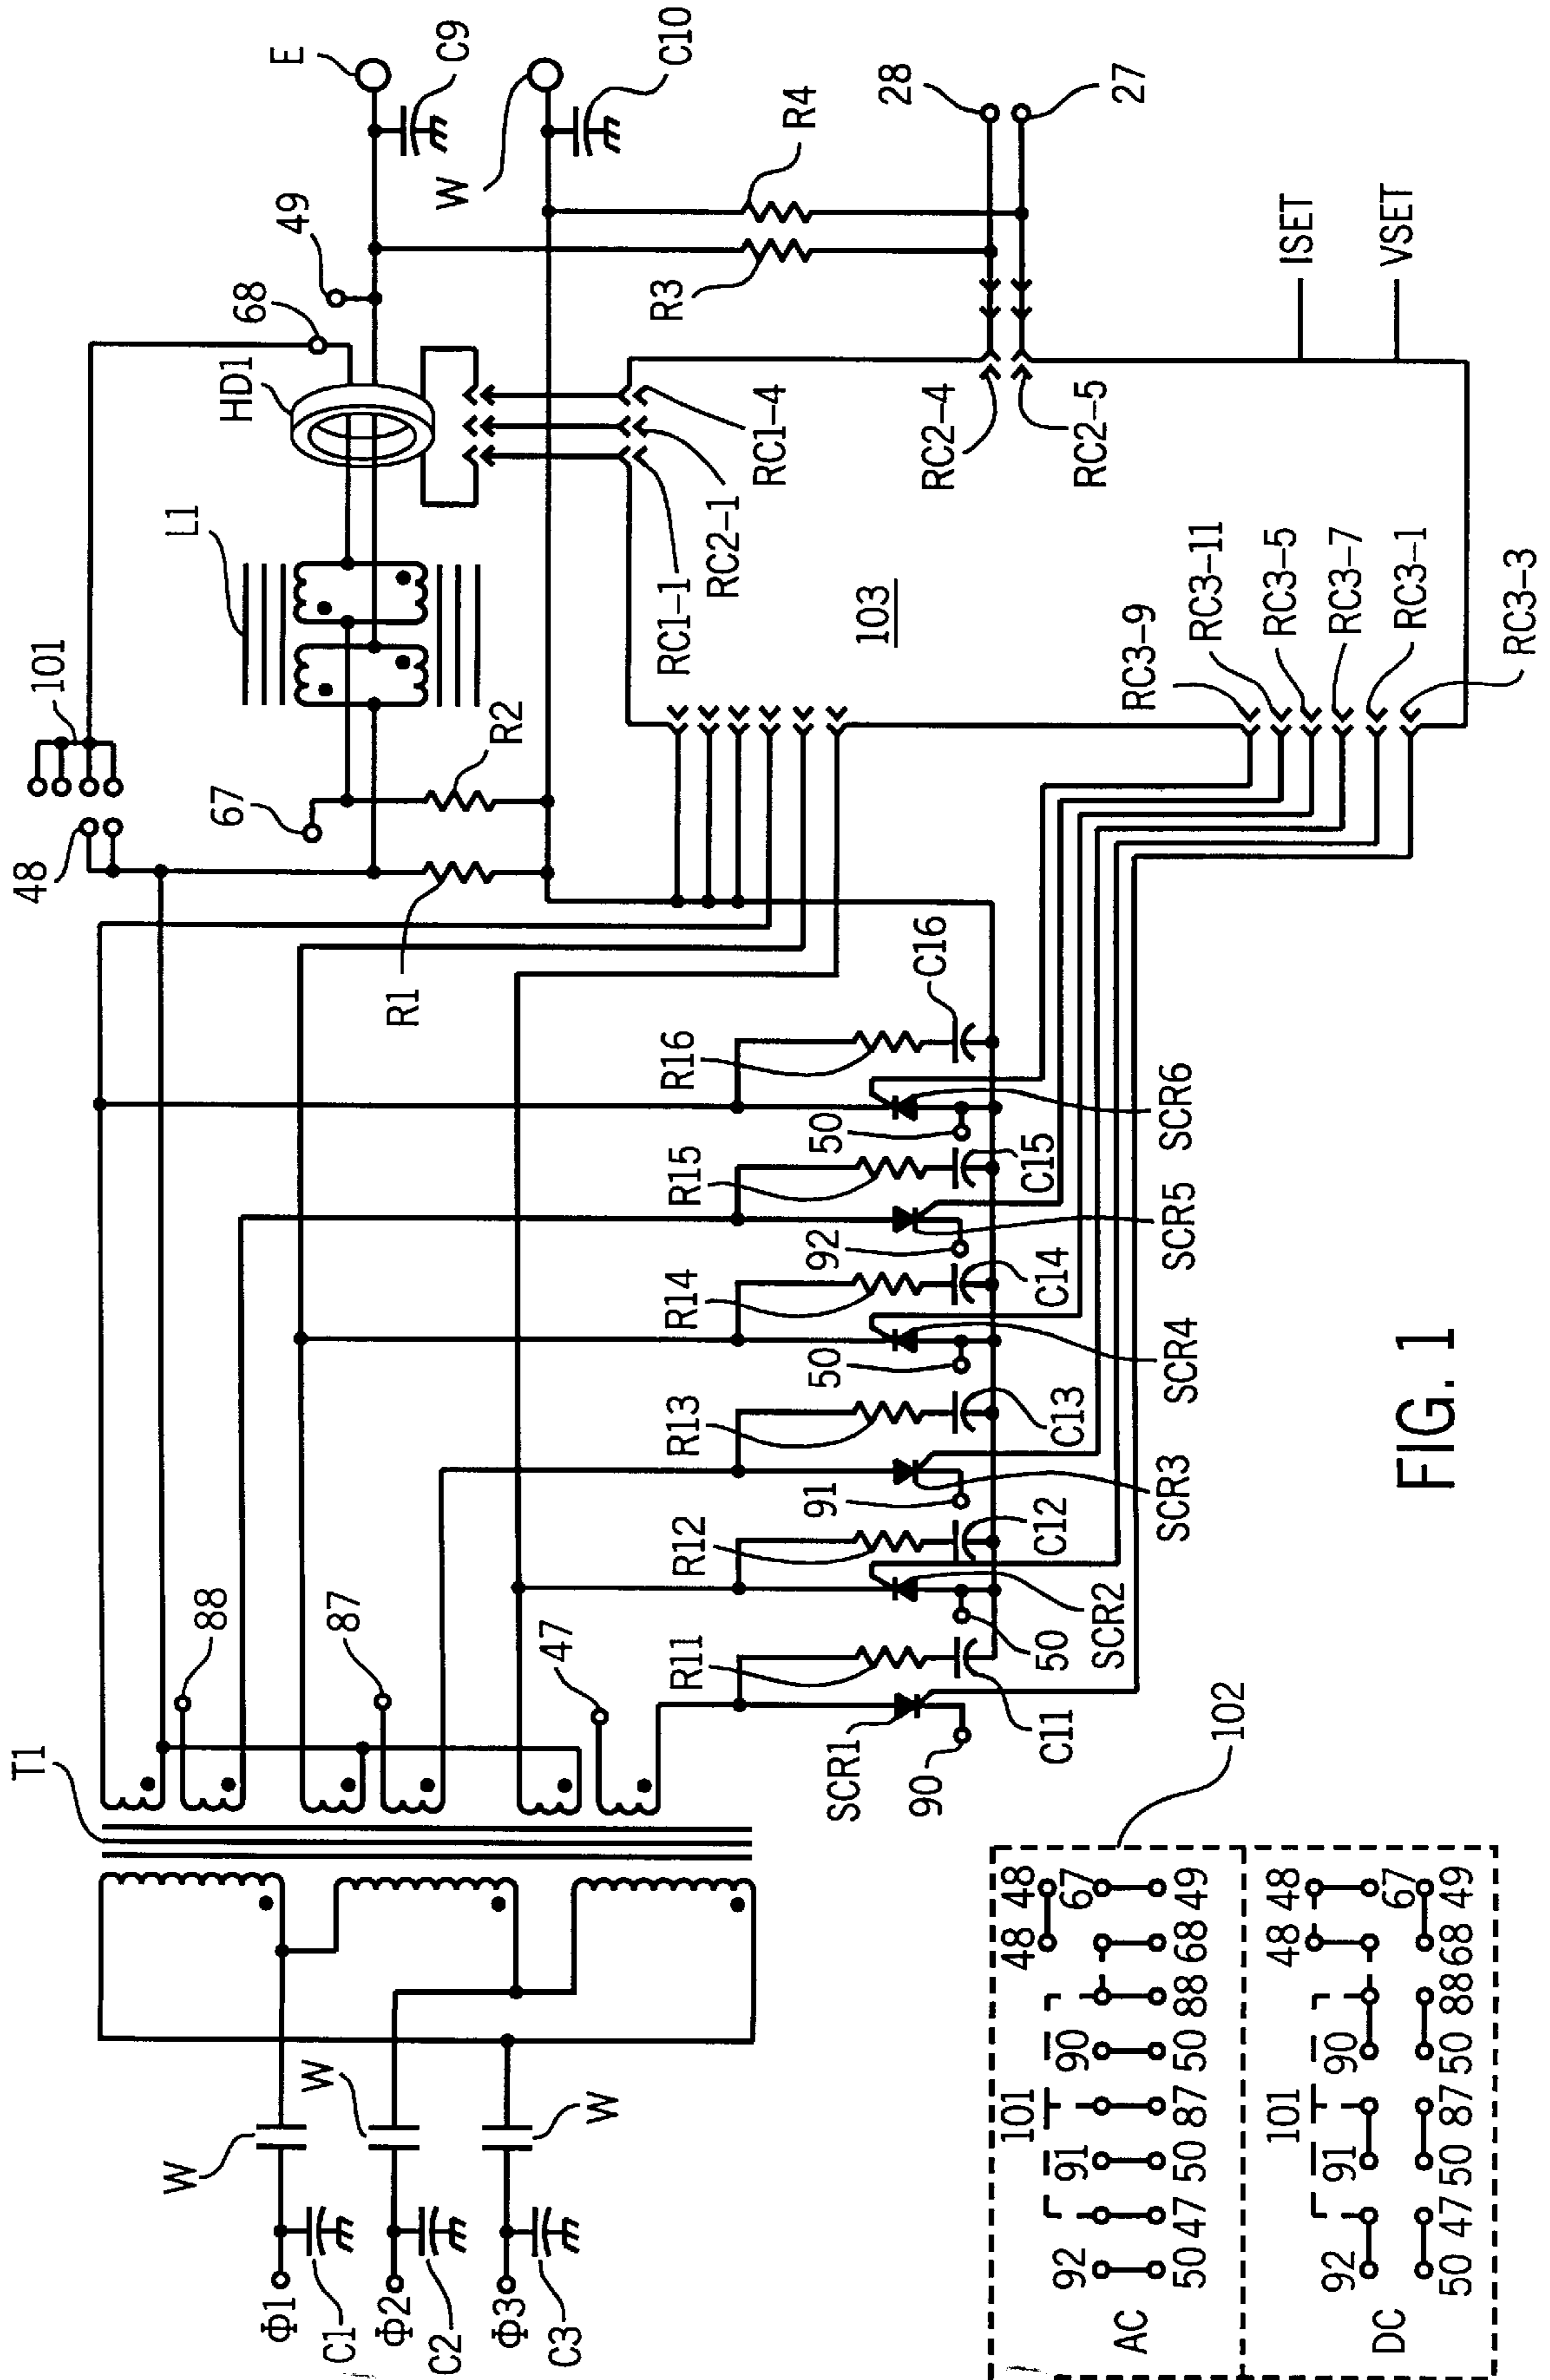 T1
88
87
47
101
48
67
R1
R2
L1
HD1
68
49
E
C9
W
C10
R3
R4
28
27
ISET
VSET
RC1-1
RC2-1
RC1-4
RC2-4
RC2-5
103
RC3-9
RC3-11
RC3-5
RC3-7
RC3-1
RC3-3
W
W
W
Φ1
C1
Φ2
C2
Φ3
C3
R11
R12
R13
R14
R15
R16
SCR1
90
C11
50
SCR2
C12
91
SCR3
C13
50
SCR4
C14
92
SCR5
C15
50
SCR6
C16
102
101
92 91 90 48 48
67
50 47 50 87 50 88 68 49
AC
101
92 91 90 48 48
67
50 47 50 87 50 88 68 49
DC
FIG. 1